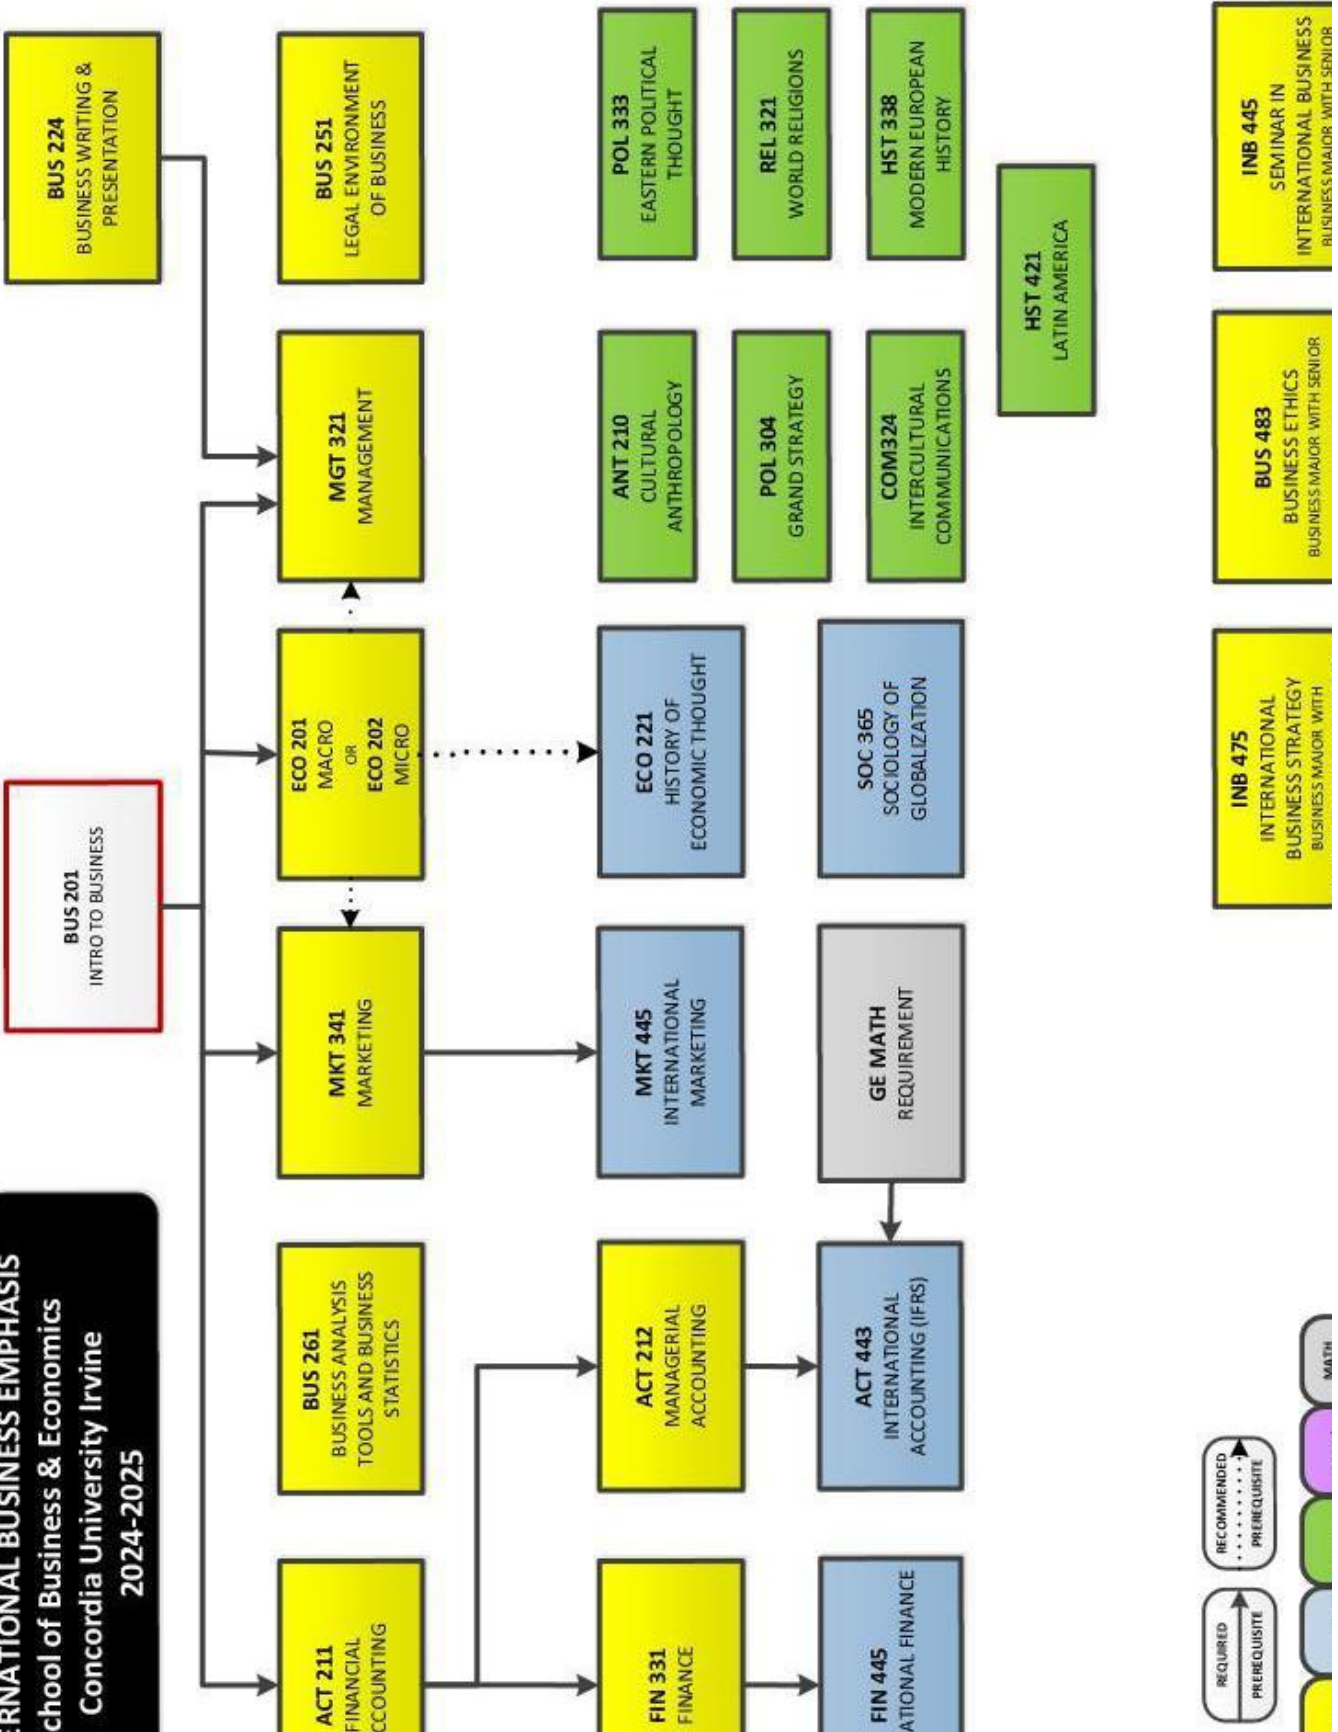 ERNATIONAL BUSINESS EMPHASIS
chool of Business & Economics
Concordia University Irvine
2024-2025
BUS 201
INTRO TO BUSINESS
BUS 224
BUSINESS WRITING &
PRESENTATION
ACT 211
FINANCIAL
CCOUNTING
BUS 261
BUSINESS ANALYSIS
TOOLS AND BUSINESS
STATISTICS
MKT 341
MARKETING
ECO 201
MACRO
OR
ECO 202
MICRO
MGT 321
MANAGEMENT
BUS 251
LEGAL ENVIRONMENT
OF BUSINESS
FIN 331
FINANCE
ACT 212
MANAGERIAL
ACCOUNTING
MKT 445
INTERNATIONAL
MARKETING
ECO 221
HISTORY OF
ECONOMIC THOUGHT
ANT 210
CULTURAL
ANTHROPOLOGY
POL 333
EASTERN POLITICAL
THOUGHT
POL 304
GRAND STRATEGY
REL 321
WORLD RELIGIONS
FIN 445
ATIONAL FINANCE
ACT 443
INTERNATIONAL
ACCOUNTING (IFRS)
GE MATH
REQUIREMENT
SOC 365
SOCIOLOGY OF
GLOBALIZATION
COM324
INTERCULTURAL
COMMUNICATIONS
HST 338
MODERN EUROPEAN
HISTORY
HST 421
LATIN AMERICA
REQUIRED
PREREQUISITE
RECOMMENDED
PREREQUISITE
INB 475
INTERNATIONAL
BUSINESS STRATEGY
BUSINESS MAJOR WITH
BUS 483
BUSINESS ETHICS
BUSINESS MAJOR WITH SENIOR
INB 445
SEMINAR IN
INTERNATIONAL BUSINESS
BUSINESS MAJOR WITH SENIOR
MATH